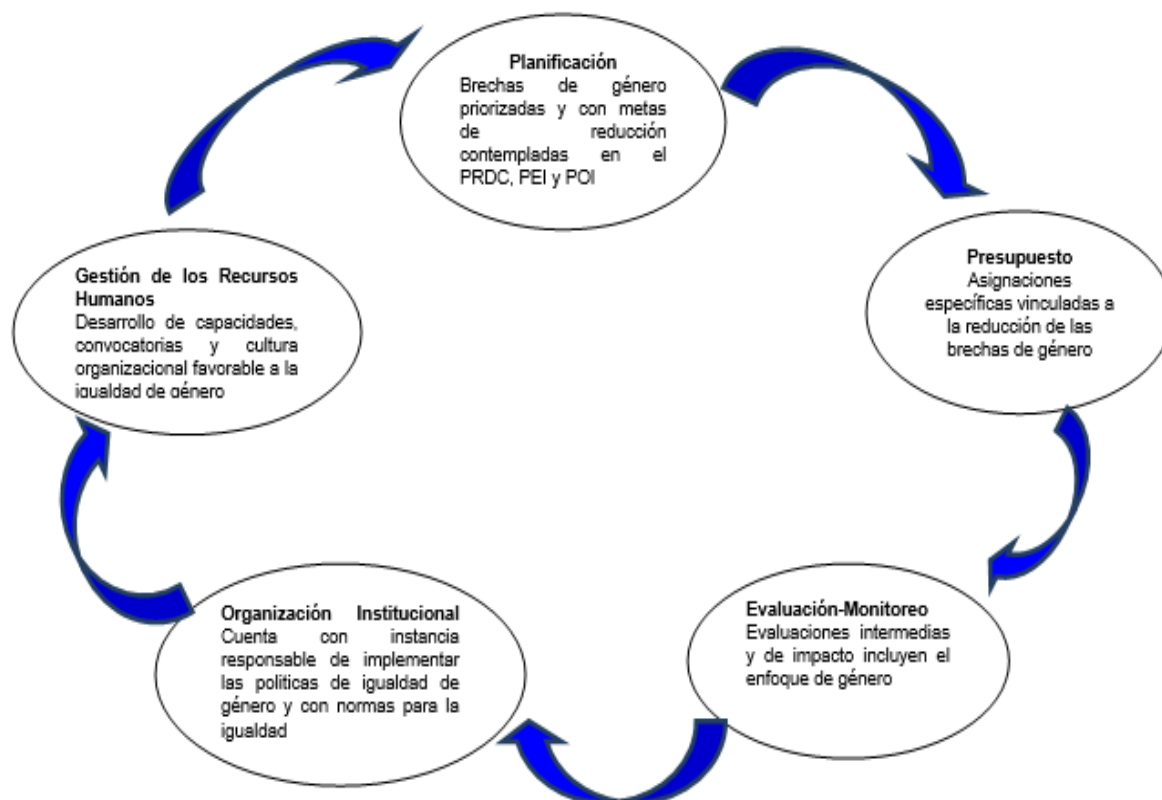 Planificación
Brechas de género
priorizadas y con metas
de reducción
contempladas en el
PRDC, PEI y POI
Presupuesto
Asignaciones
específicas vinculadas a
la reducción de las
brechas de género
Evaluación-Monitoreo
Evaluaciones intermedias
y de impacto incluyen el
enfoque de género
Organización Institucional
Cuenta con instancia
responsable de implementar
las politicas de igualdad de
género y con normas para la
igualdad
Gestión de los Recursos
Humanos
Desarrollo de capacidades,
convocatorias y cultura
organizacional favorable a la
igualdad de género